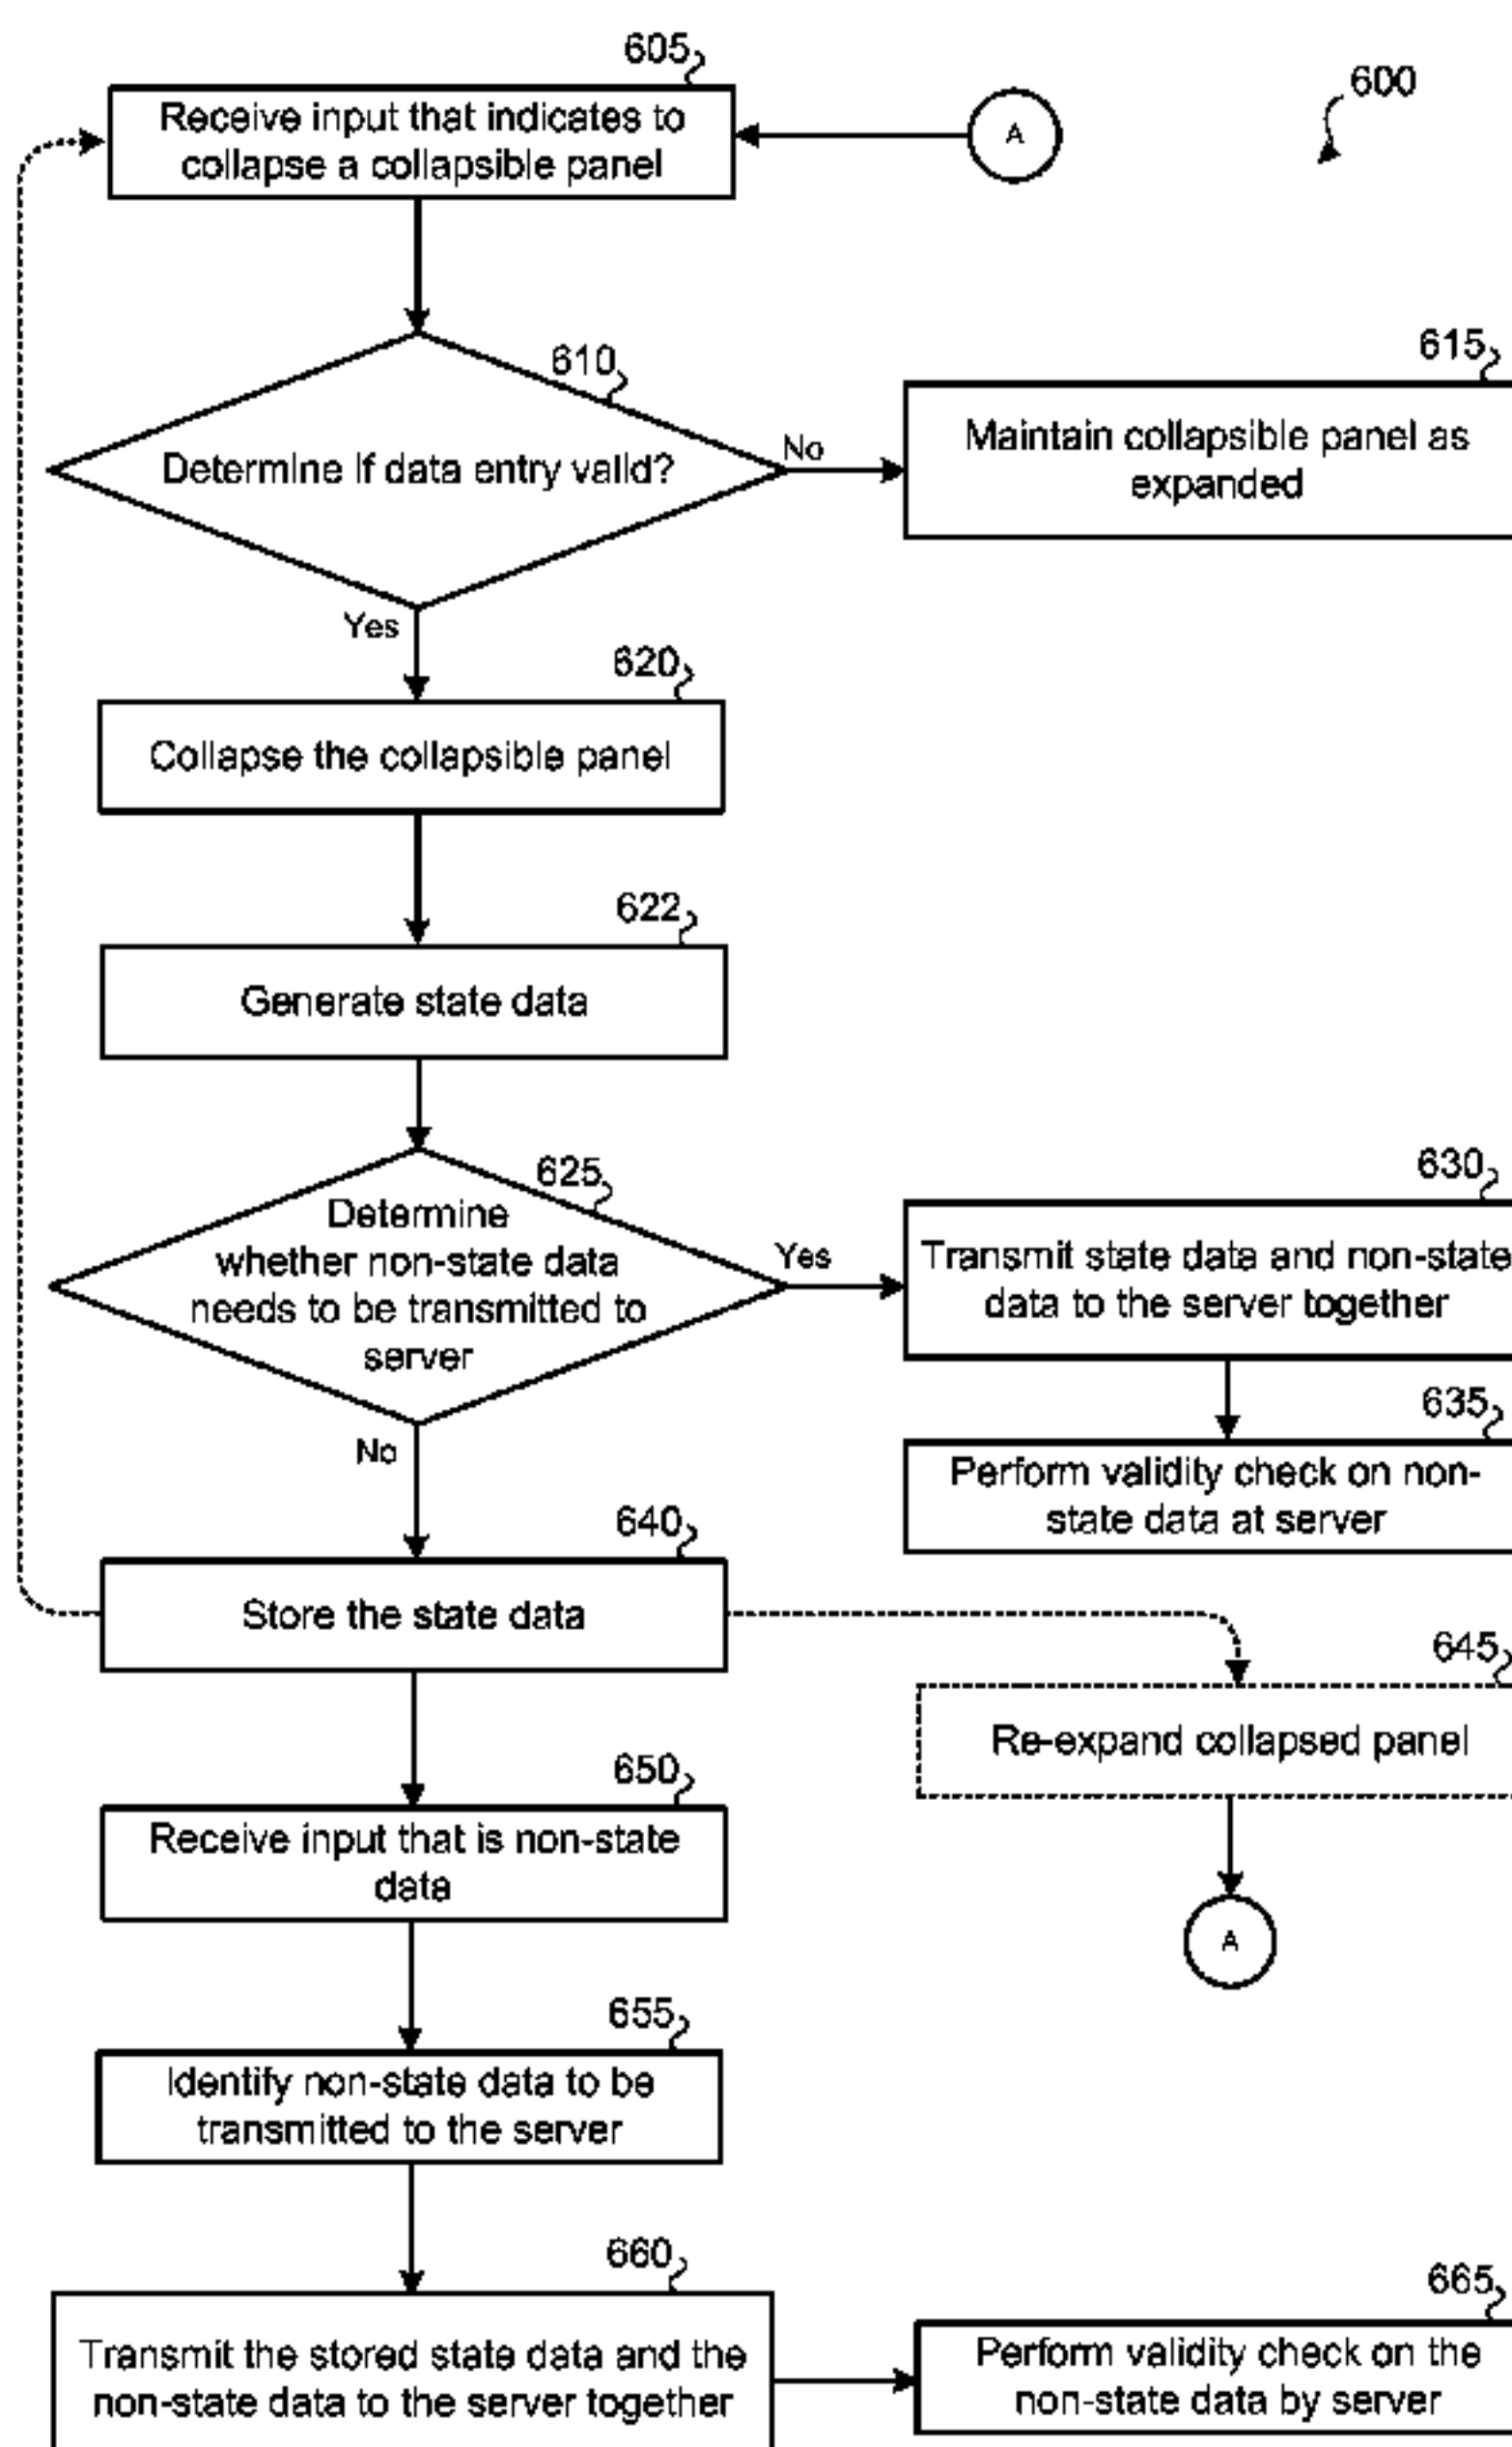 605
Receive input that indicates to
collapse a collapsible panel
A
600
610
Determine if data entry valid?
No
615
Maintain collapsible panel as
expanded
Yes
620
Collapse the collapsible panel
622
Generate state data
625
Determine
whether non-state data
needs to be transmitted to
server
Yes
630
Transmit state data and non-state
data to the server together
635
Perform validity check on non-
state data at server
No
640
Store the state data
645
Re-expand collapsed panel
A
650
Receive input that is non-state
data
655
Identify non-state data to be
transmitted to the server
660
Transmit the stored state data and the
non-state data to the server together
665
Perform validity check on the
non-state data by server